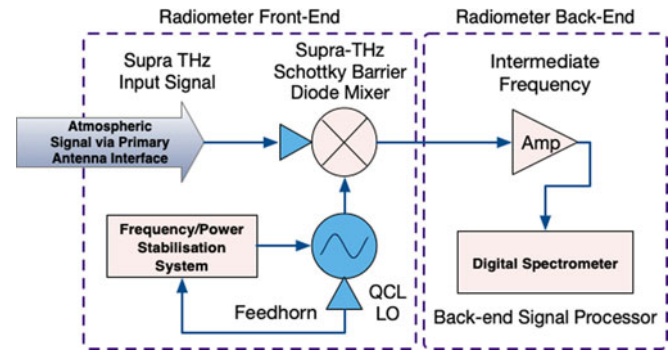 Radiometer Front-End
Radiometer Back-End
Supra THz
Input Signal
Supra-THz
Schottky Barrier
Diode Mixer
Intermediate
Frequency
Atmospheric
Signal via Primary
Antenna Interface
Amp
Frequency/Power
Stabilisation
System
Digital Spectrometer
Feedhorn
QCL
LO
Back-end Signal Processor